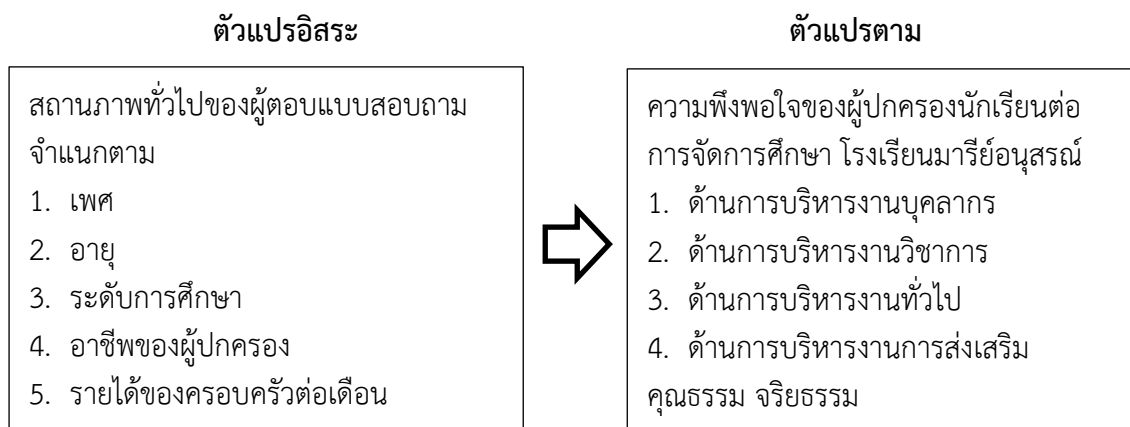 ตัวแปรอิสระ
สถานภาพทั่วไปของผู้ตอบแบบสอบถาม
จำแนกตาม
1. เพศ
2. อายุ
3. ระดับการศึกษา
4. อาชีพของผู้ปกครอง
5. รายได้ของครอบครัวต่อเดือน
ตัวแปรตาม
ความพึงพอใจของผู้ปกครองนักเรียนต่อ
การจัดการศึกษา โรงเรียนมารีย์อนุสรณ์
1. ด้านการบริหารงานบุคลากร
2. ด้านการบริหารงานวิชาการ
3. ด้านการบริหารงานทั่วไป
4. ด้านการบริหารงานการส่งเสริม
คุณธรรม จริยธรรม